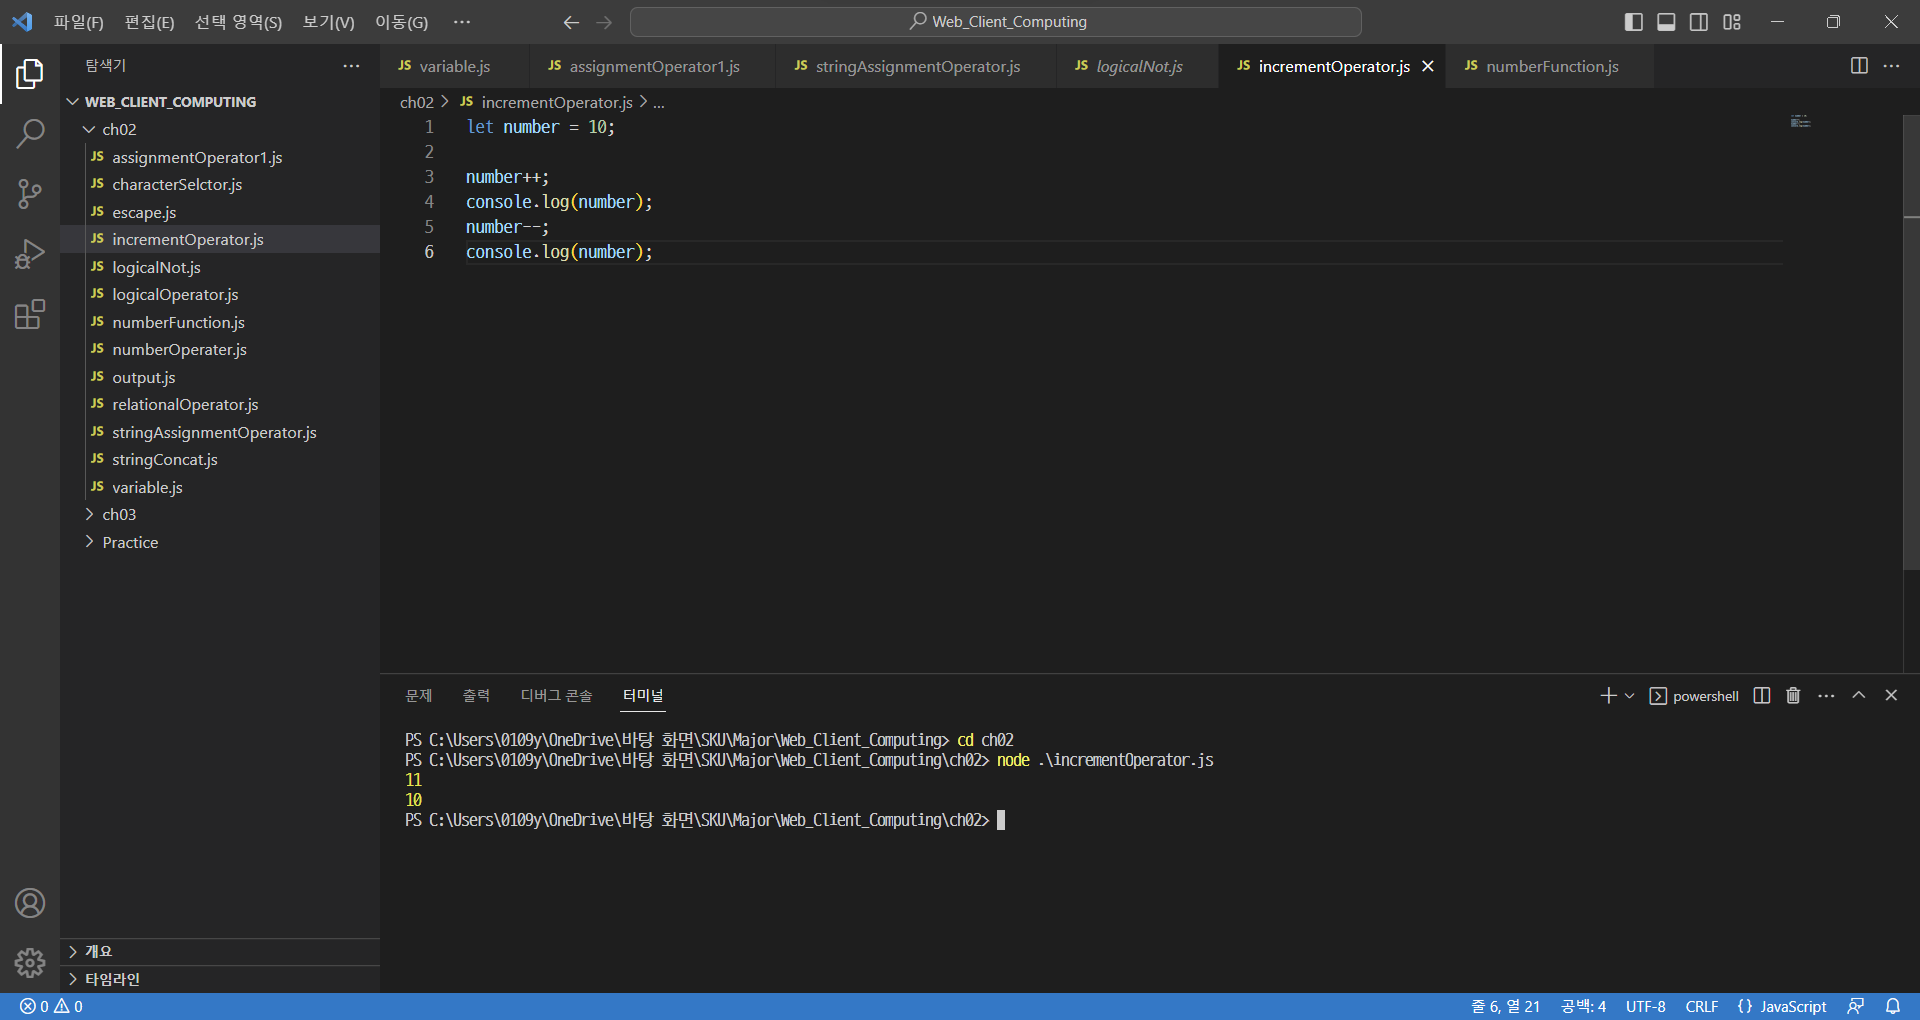 파일(F) 편집(E) 선택 영역(S) 보기(V) 이동(G) ··· Web_Client_Computing
탐색기 ···
WEB_CLIENT_COMPUTING
ch02
JS assignmentOperator1.js
JS characterSelctor.js
JS escape.js
JS incrementOperator.js
JS logicalNot.js
JS logicalOperator.js
JS numberFunction.js
JS numberOperater.js
JS output.js
JS relationalOperator.js
JS stringAssignmentOperator.js
JS stringConcat.js
JS variable.js
ch03
Practice
개요
타임라인
JS variable.js JS assignmentOperator1.js JS stringAssignmentOperator.js JS logicalNot.js JS incrementOperator.js JS numberFunction.js
ch02 > JS incrementOperator.js > ...
1 let number = 10;
2
3 number++;
4 console.log(number);
5 number--;
6 console.log(number);
문제 출력 디버그 콘솔 터미널 powershell
PS C:\Users\0109y\OneDrive\바탕 화면\SKU\Major\Web_Client_Computing> cd ch02
PS C:\Users\0109y\OneDrive\바탕 화면\SKU\Major\Web_Client_Computing\ch02> node .\incrementOperator.js
11
10
PS C:\Users\0109y\OneDrive\바탕 화면\SKU\Major\Web_Client_Computing\ch02>
0 0 줄 6, 열 21 공백: 4 UTF-8 CRLF {} JavaScript